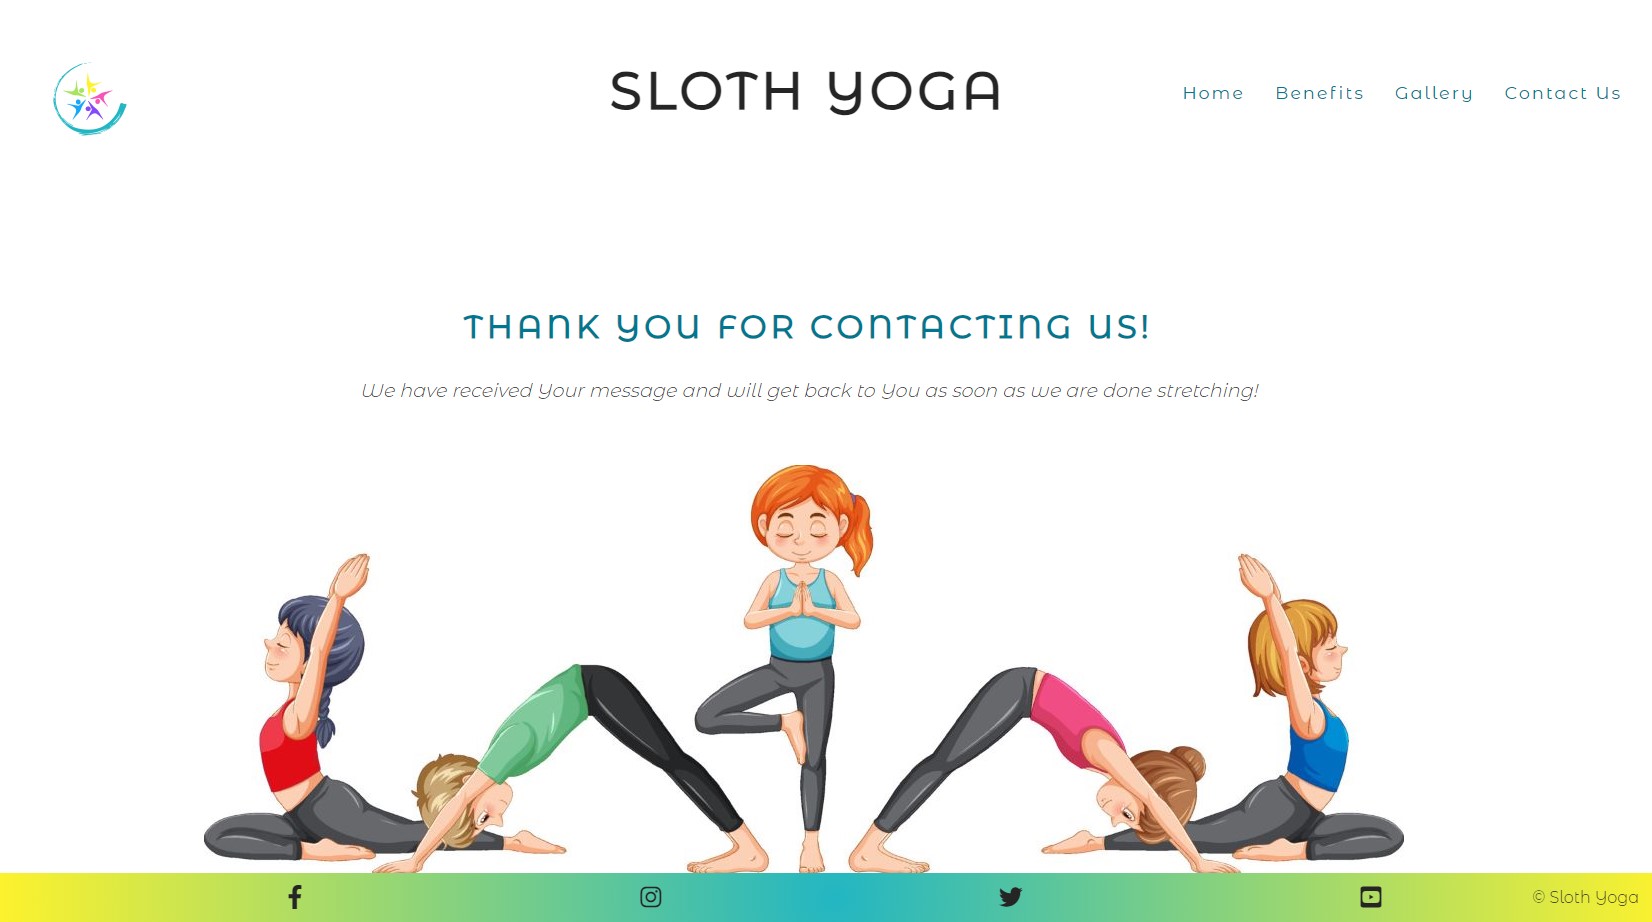 SLOTH YOGA
Home Benefits Gallery Contact Us
THANK YOU FOR CONTACTING US!
We have received Your message and will get back to You as soon as we are done stretching!
© Sloth Yoga